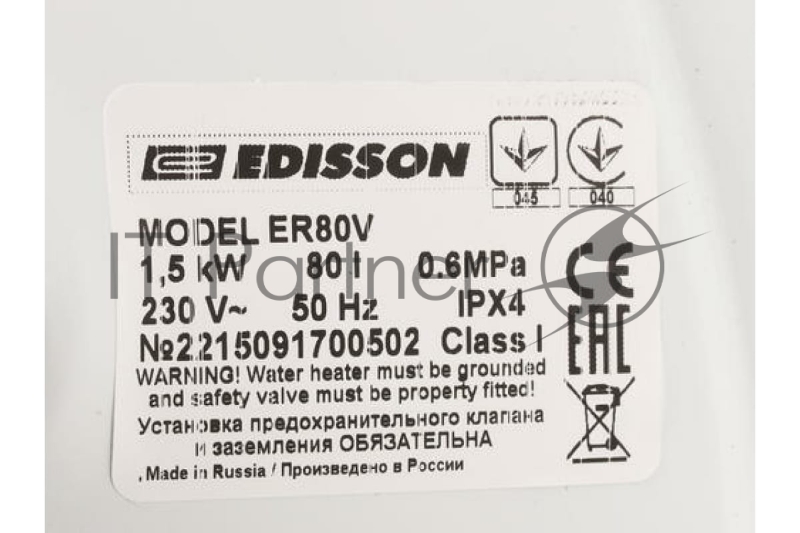 EDISSON
045 040
MODEL ER80V
1,5 kW 80 l 0.6MPa
230 V~ 50 Hz IPX4
№2215091700502 Class I
WARNING! Water heater must be grounded
and safety valve must be property fitted!
Установка предохранительного клапана
и заземления ОБЯЗАТЕЛЬНА
Made in Russia / Произведено в России
CE
EAC
IT Partner